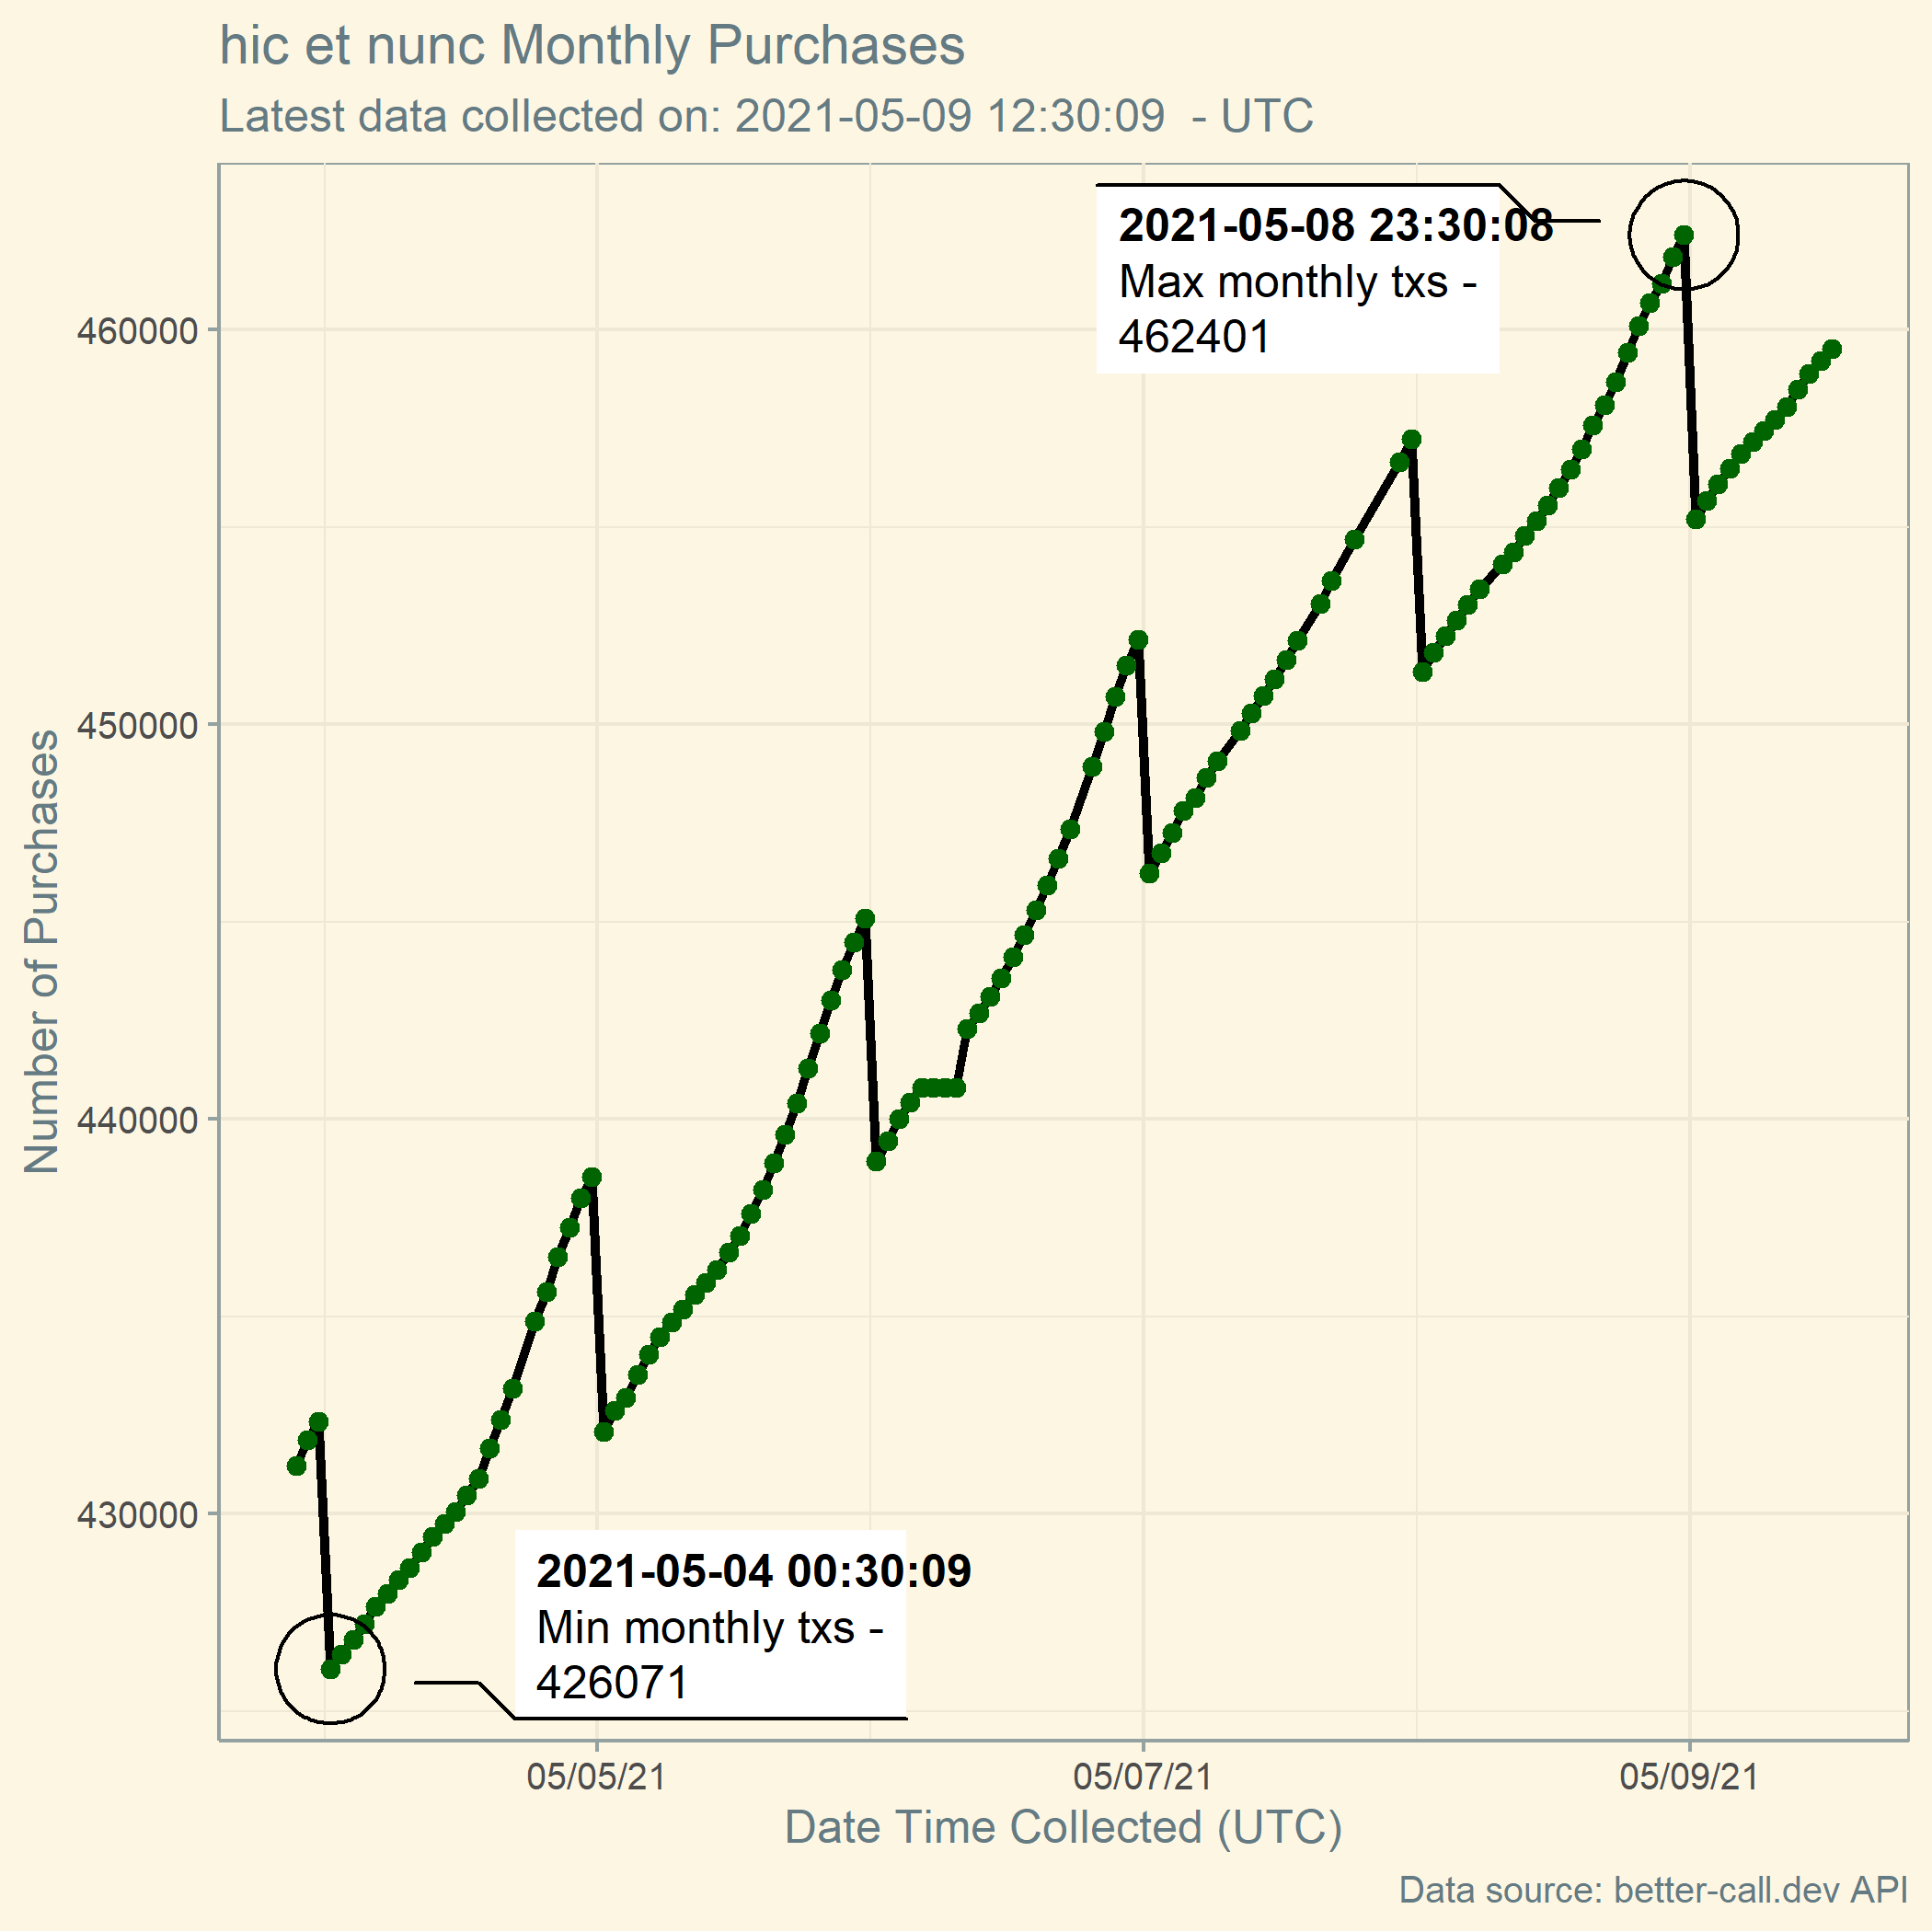 hic et nunc Monthly Purchases
Latest data collected on: 2021-05-09 12:30:09  - UTC
2021-05-08 23:30:08
Max monthly txs -
462401
460000
450000
440000
430000
Number of Purchases
2021-05-04 00:30:09
Min monthly txs -
426071
05/05/21
05/07/21
05/09/21
Date Time Collected (UTC)
Data source: better-call.dev API